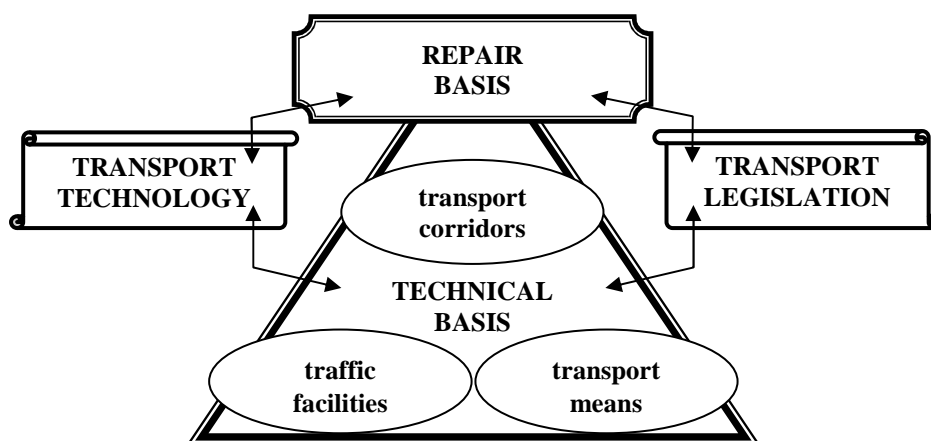 REPAIR
BASIS
TRANSPORT
TECHNOLOGY
TRANSPORT
LEGISLATION
transport
corridors
TECHNICAL
BASIS
traffic
facilities
transport
means